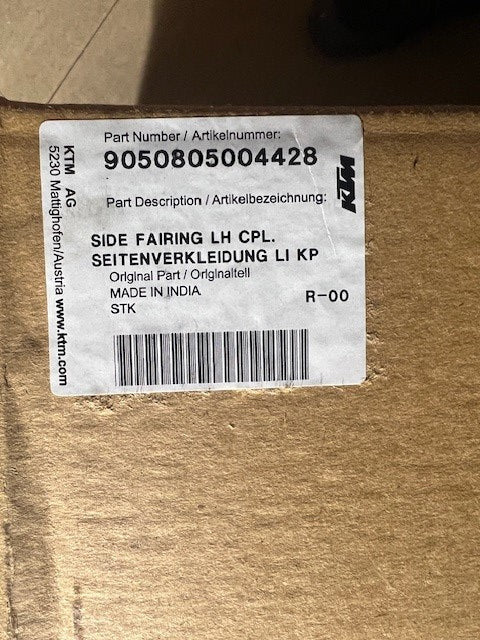 Part Number / Artikelnummer:
9050805004428
Part Description / Artikelbezeichnung:
KTM
SIDE FAIRING LH CPL.
SEITENVERKLEIDUNG LI KP
Original Part / Originalteil
MADE IN INDIA
R-00
STK
KTM AG
5230 Mattighofen/Austria www.ktm.com